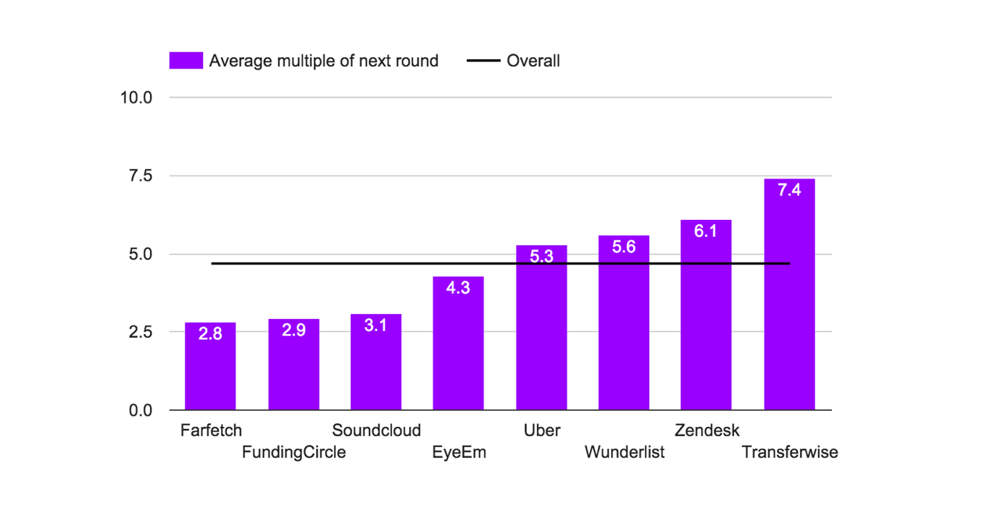 Average multiple of next round Overall
10.0
7.5
5.0
2.5
0.0
2.8
2.9
3.1
4.3
5.3
5.6
6.1
7.4
Farfetch
FundingCircle
Soundcloud
EyeEm
Uber
Wunderlist
Zendesk
Transferwise